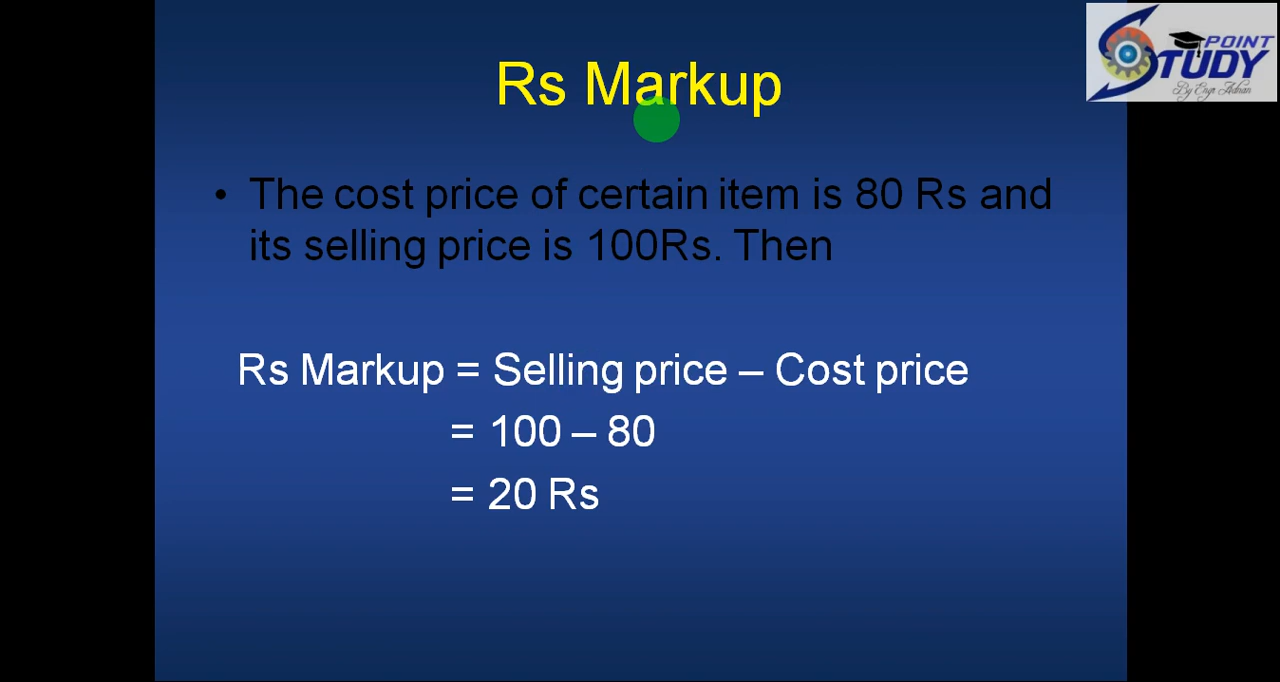 POINT
STUDY
By Engr Adnan
Rs Markup
• The cost price of certain item is 80 Rs and
its selling price is 100Rs. Then
Rs Markup = Selling price – Cost price
= 100 – 80
= 20 Rs